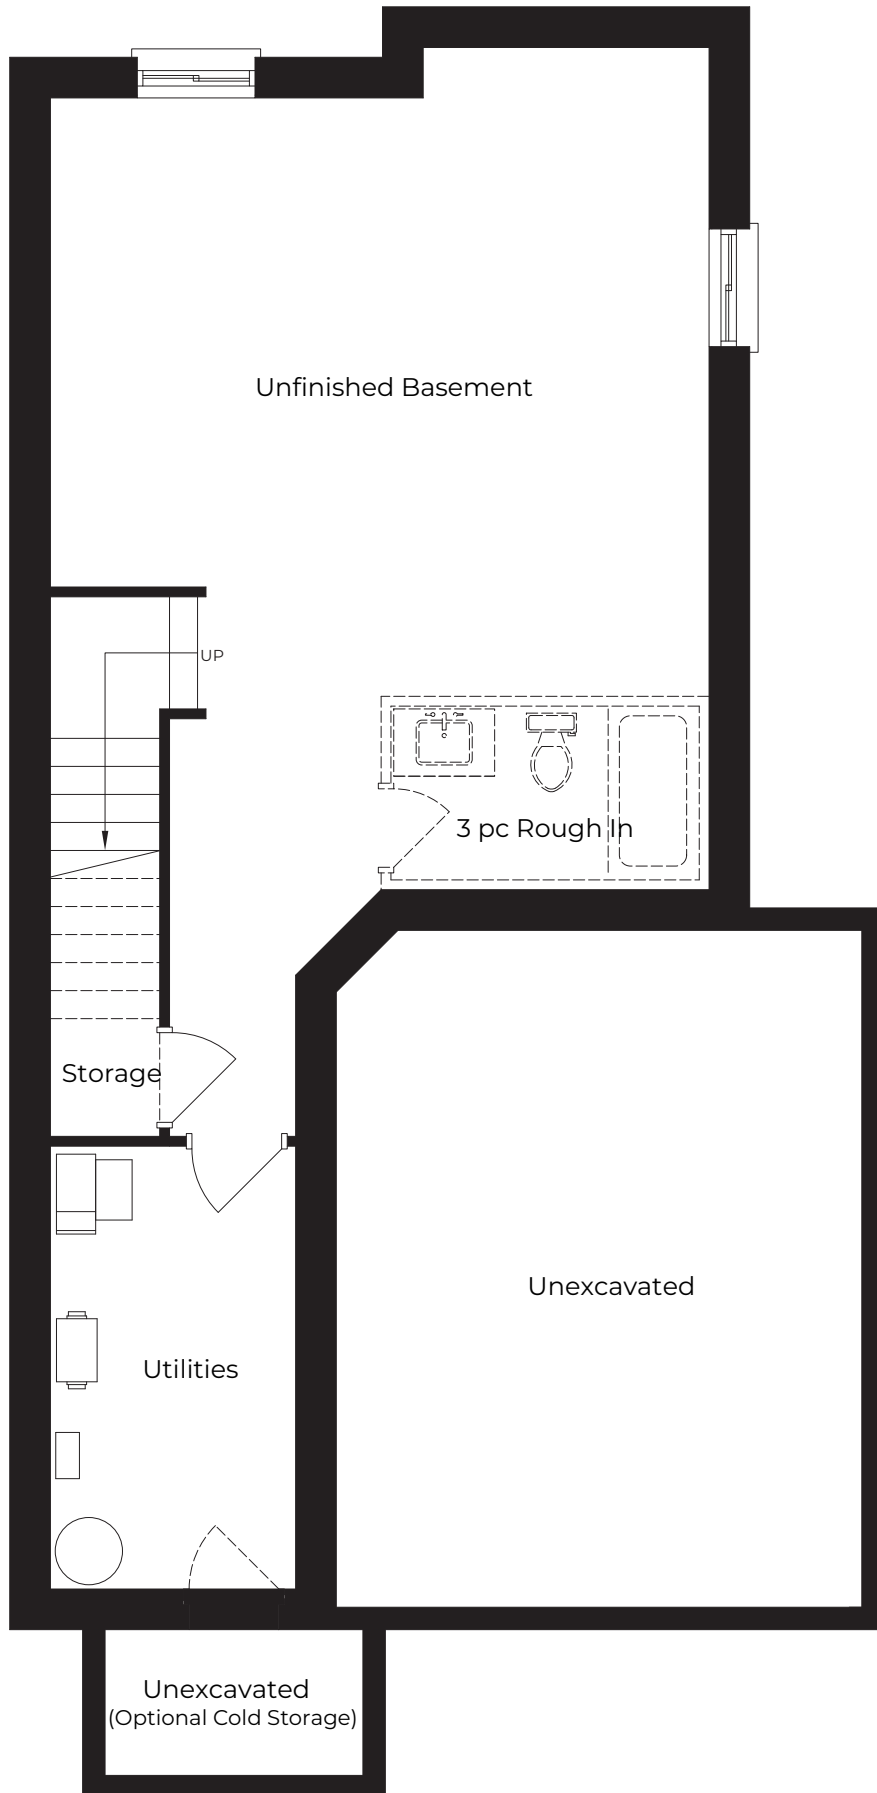 Unfinished Basement
UP
3 pc Rough In
Storage
Unexcavated
Utilities
Unexcavated
(Optional Cold Storage)